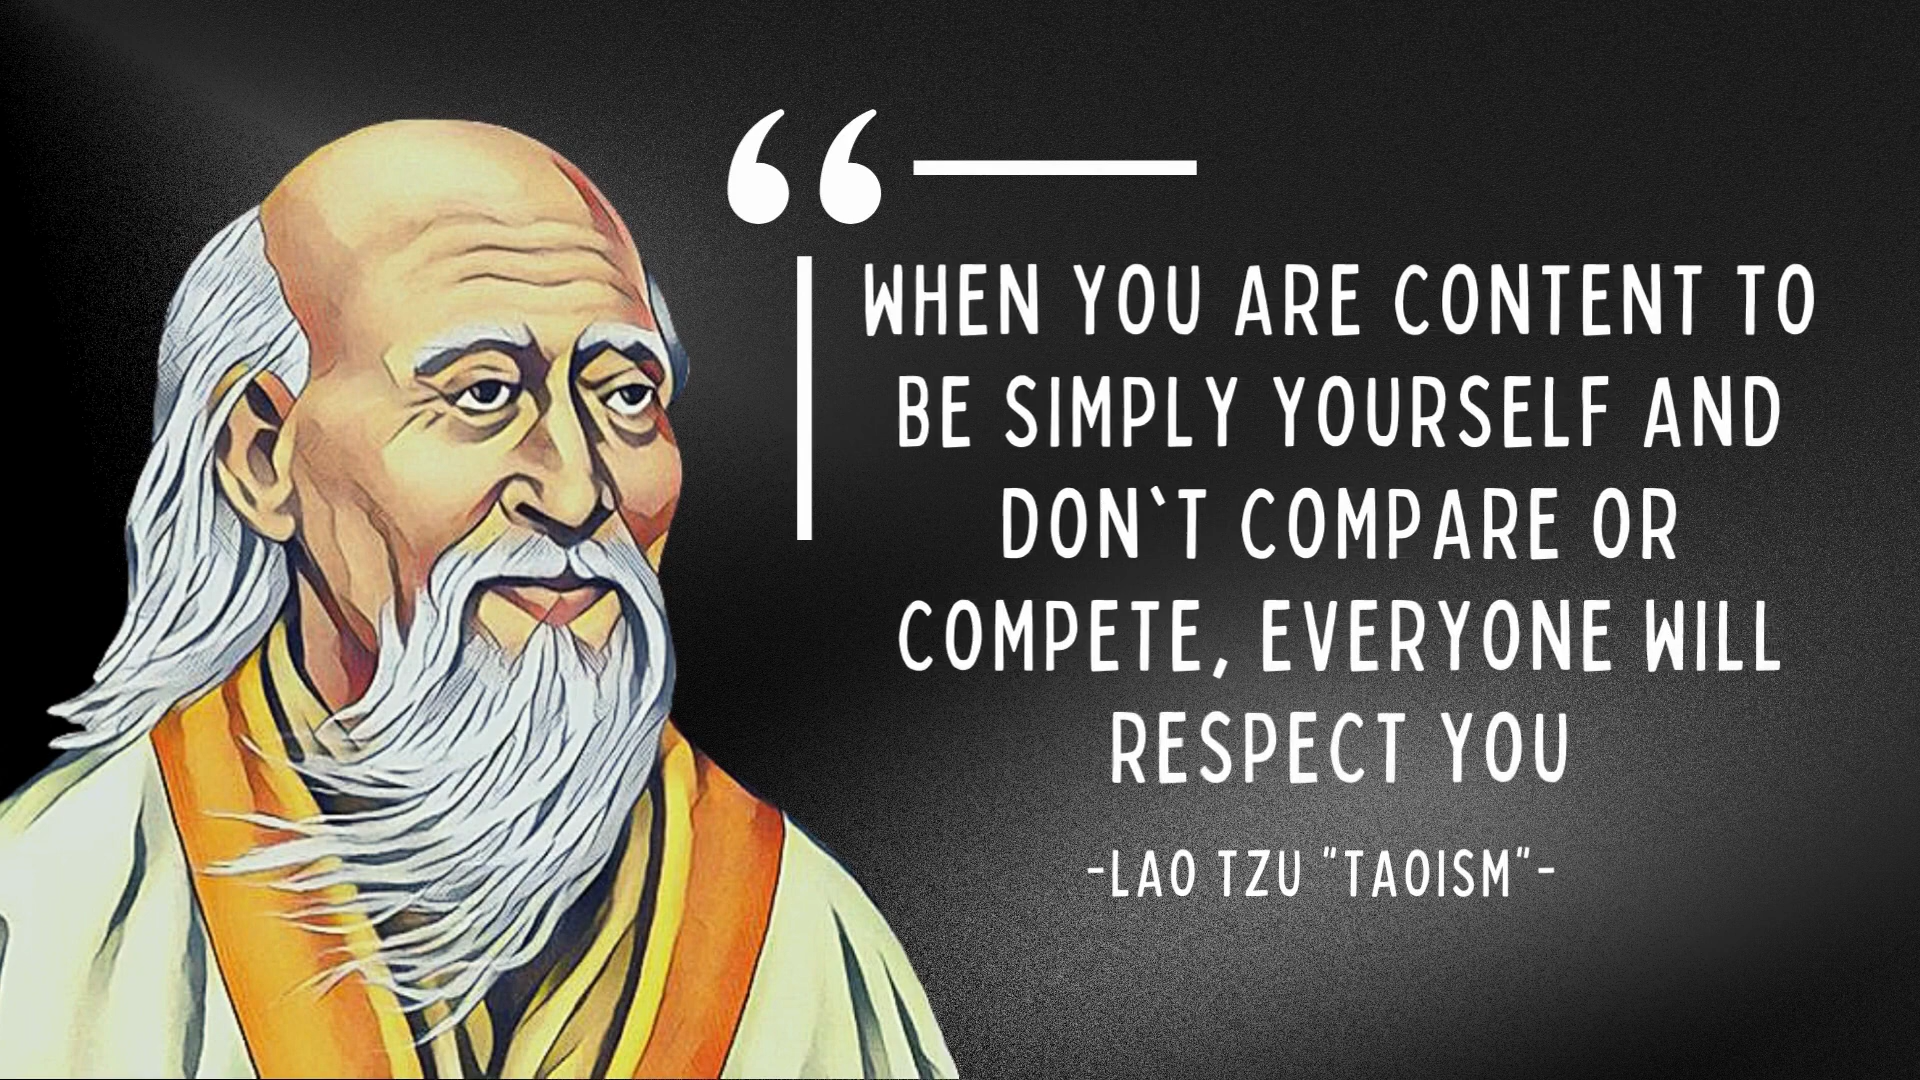 “
WHEN YOU ARE CONTENT TO
BE SIMPLY YOURSELF AND
DON`T COMPARE OR
COMPETE, EVERYONE WILL
RESPECT YOU
-LAO TZU "TAOISM"-